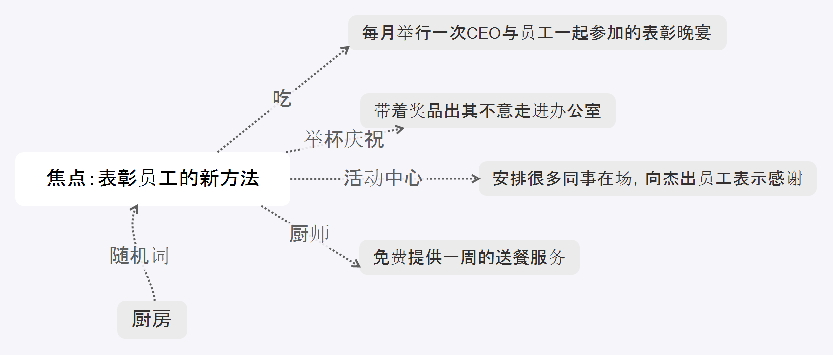 每月举行一次CEO与员工一起参加的表彰晚宴
吃
带着奖品出其不意走进办公室
举杯庆祝
焦点：表彰员工的新方法
活动中心
安排很多同事在场，向杰出员工表示感谢
厨师
免费提供一周的送餐服务
随机词
厨房